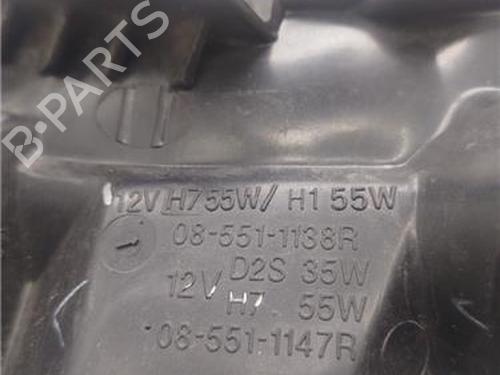 B-PARTS
12V H7 55W/ H1 55W
08-551-1138R
D2S 35W
12V
H7 55W
08-551-1147R